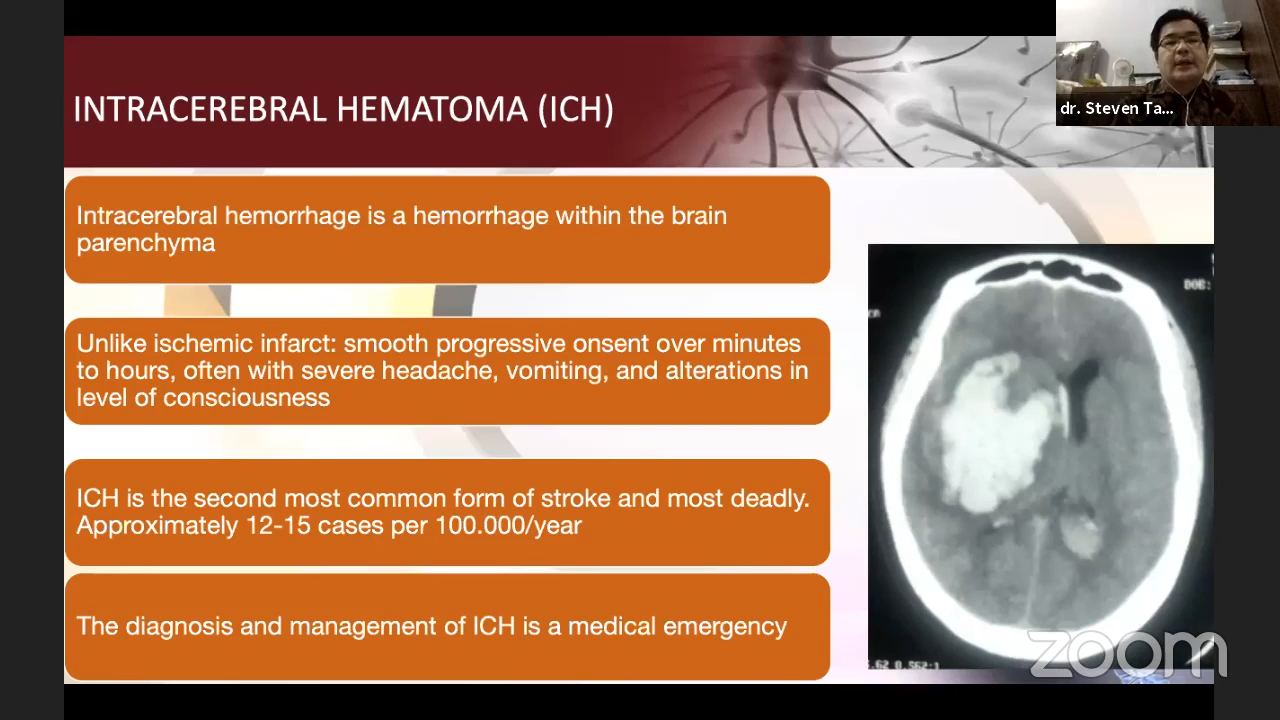 dr. Steven Ta...
INTRACEREBRAL HEMATOMA (ICH)
Intracerebral hemorrhage is a hemorrhage within the brain
parenchyma
Unlike ischemic infarct: smooth progressive onsent over minutes
to hours, often with severe headache, vomiting, and alterations in
level of consciousness
ICH is the second most common form of stroke and most deadly.
Approximately 12-15 cases per 100.000/year
The diagnosis and management of ICH is a medical emergency
DOB:
zoom